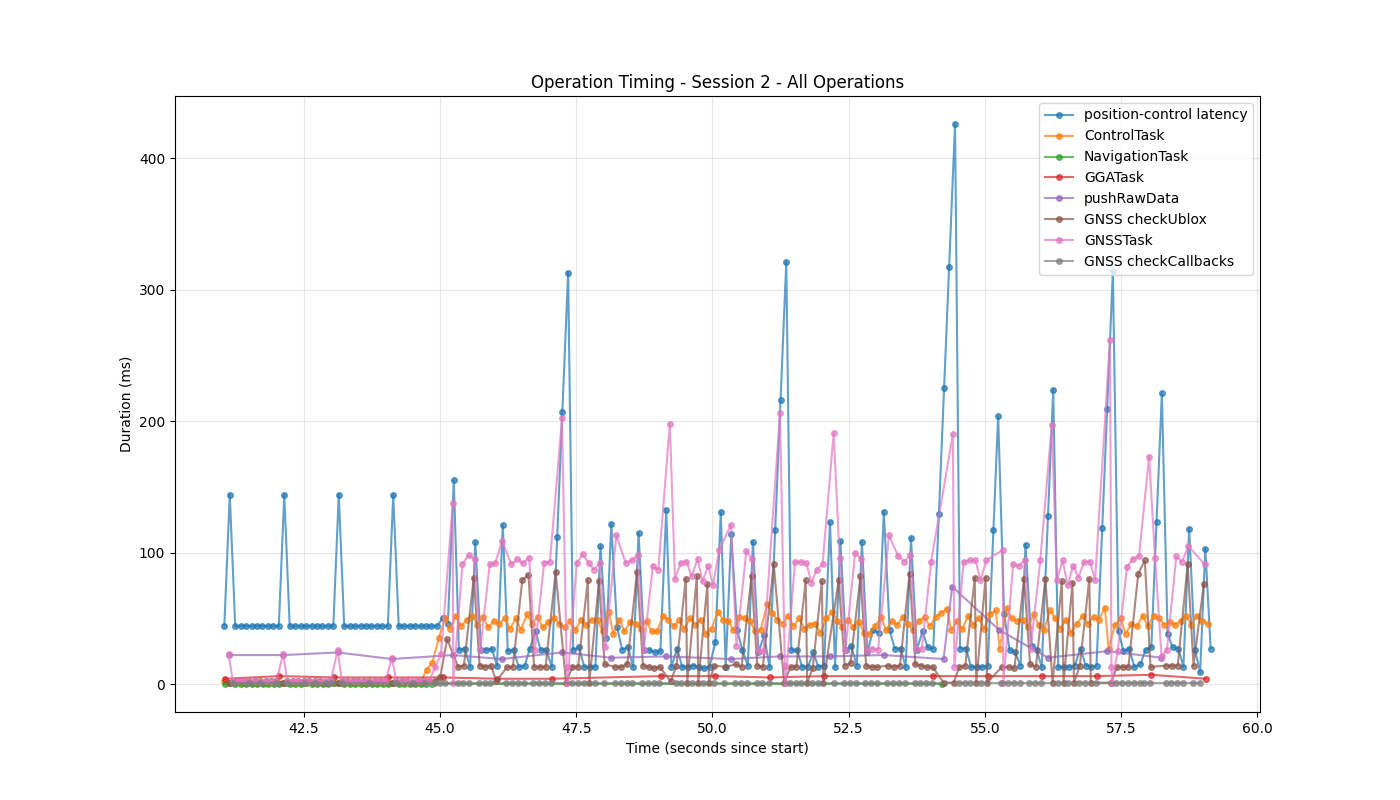 Operation Timing - Session 2 - All Operations
position-control latency
ControlTask
NavigationTask
GGATask
pushRawData
GNSS checkUblox
GNSSTask
GNSS checkCallbacks
Duration (ms)
400
300
200
100
0
42.5 45.0 47.5 50.0 52.5 55.0 57.5 60.0
Time (seconds since start)